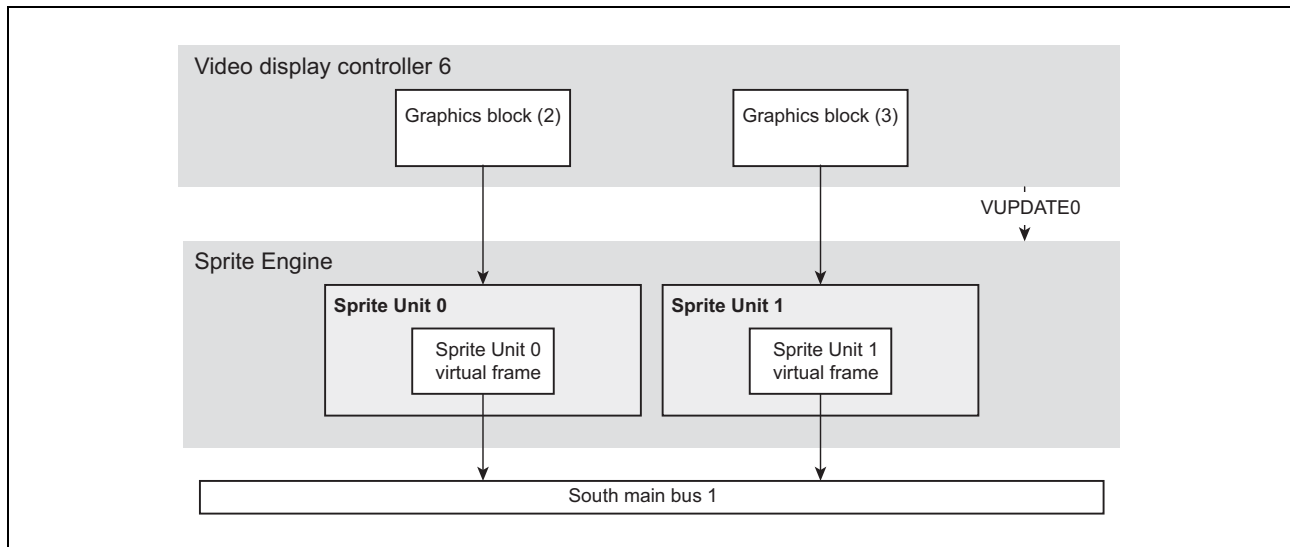 Video display controller 6
Graphics block (2)
Graphics block (3)
VUPDATE0
Sprite Engine
Sprite Unit 0
Sprite Unit 0
virtual frame
Sprite Unit 1
Sprite Unit 1
virtual frame
South main bus 1